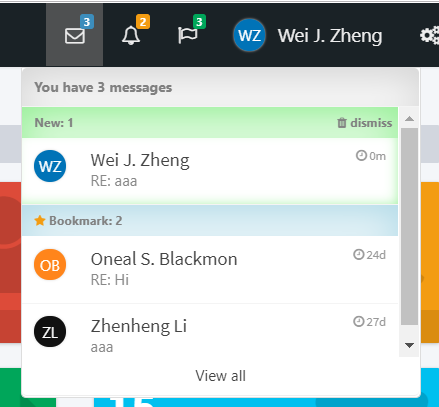 3
2
3
WZ Wei J. Zheng
You have 3 messages
New: 1 dismiss
WZ Wei J. Zheng 0m
RE: aaa
Bookmark: 2
OB Oneal S. Blackmon 24d
RE: Hi
ZL Zhenheng Li 27d
aaa
View all
15